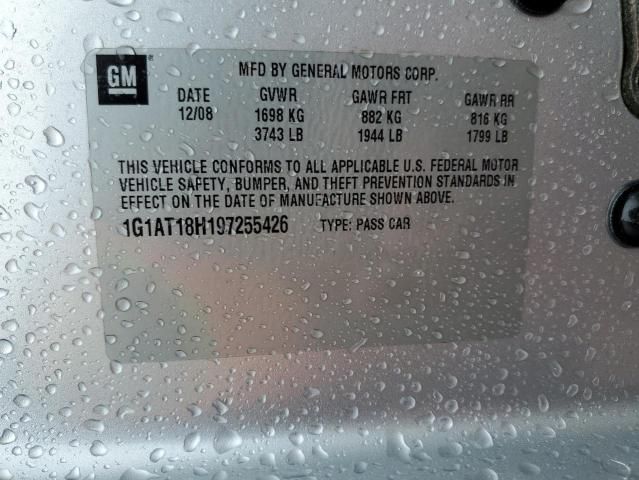 GM ®
MFD BY GENERAL MOTORS CORP.
DATE GVWR GAWR FRT GAWR RR
12/08 1698 KG 882 KG 816 KG
3743 LB 1944 LB 1799 LB
THIS VEHICLE CONFORMS TO ALL APPLICABLE U.S. FEDERAL MOTOR
VEHICLE SAFETY, BUMPER, AND THEFT PREVENTION STANDARDS IN
EFFECT ON THE DATE OF MANUFACTURE SHOWN ABOVE.
1G1AT18H197255426 TYPE: PASS CAR